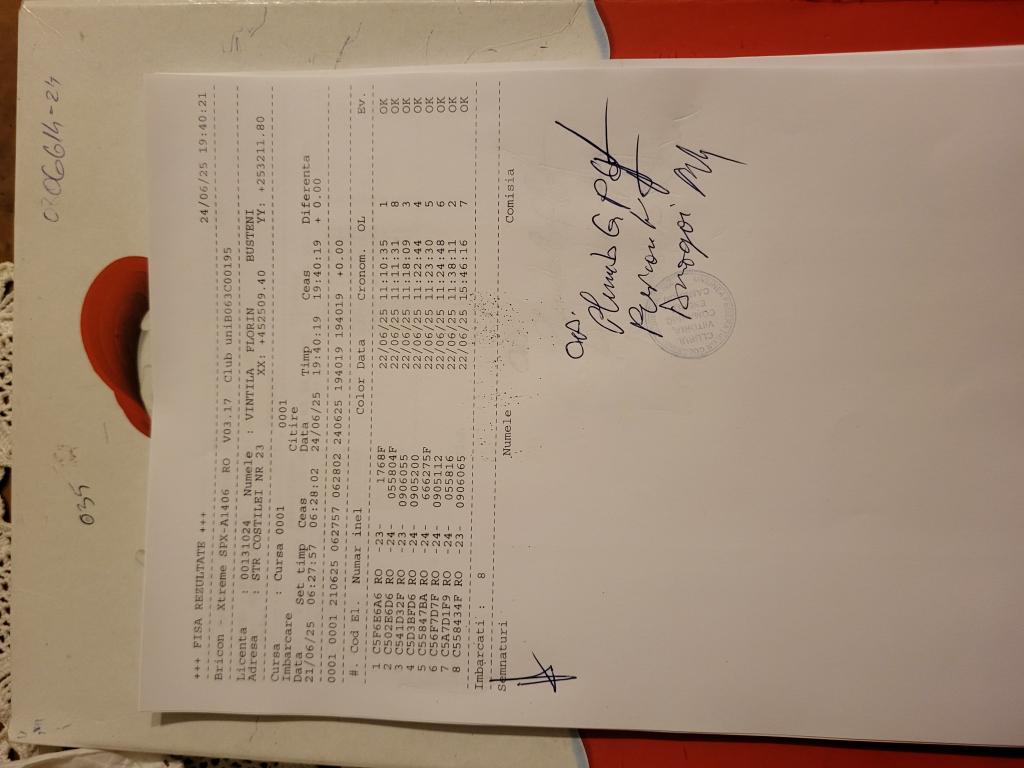 +++ FISA REZULTATE +++ 24/06/25 19:40:21
Bricon - Xtreme SPX-A1406 RO V03.17 Club uniB063C00195
Licenta : 00131024 Numele : VINTILA FLORIN BUSTENI
Adresa : STR COSTILEI NR 23 XX: +452509.40 YY: +253211.80
Cursa : Cursa 0001 0001
Imbarcare Citire
Data Set timp Ceas Data Timp Ceas Diferenta
21/06/25 06:27:57 06:28:02 24/06/25 19:40:19 19:40:19 + 0.00
0001 0001 210625 062757 062802 240625 194019 194019 +0.00
#. Cod El. Numar inel Color Data Cronom. OL Ev.
1 C5F6E6A6 RO -23- 1768F 22/06/25 11:10:35 1 OK
2 C502E6D6 RO -24- 055804F 22/06/25 11:11:31 8 OK
3 C541D32F RO -23- 0906055 22/06/25 11:18:09 3 OK
4 C5D3BFD6 RO -24- 0905200 22/06/25 11:22:44 4 OK
5 C55847BA RO -24- 666275F 22/06/25 11:23:30 5 OK
6 C56F7D7F RO -24- 0905112 22/06/25 11:24:48 6 OK
7 C5A7D1F9 RO -24- 055816 22/06/25 11:38:11 2 OK
8 C558434F RO -23- 0906065 22/06/25 15:46:16 7 OK
Imbarcati : 8
Semnaturi Numele Comisia
035